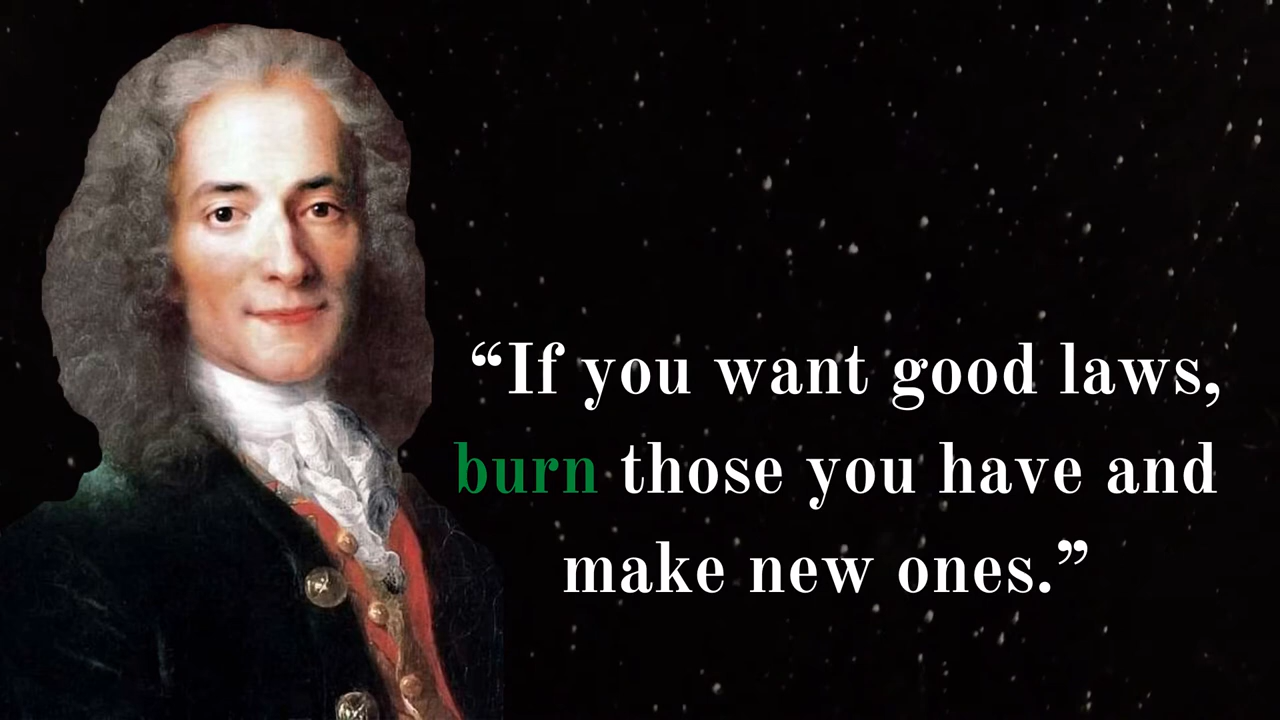 “If you want good laws,
burn those you have and
make new ones.”